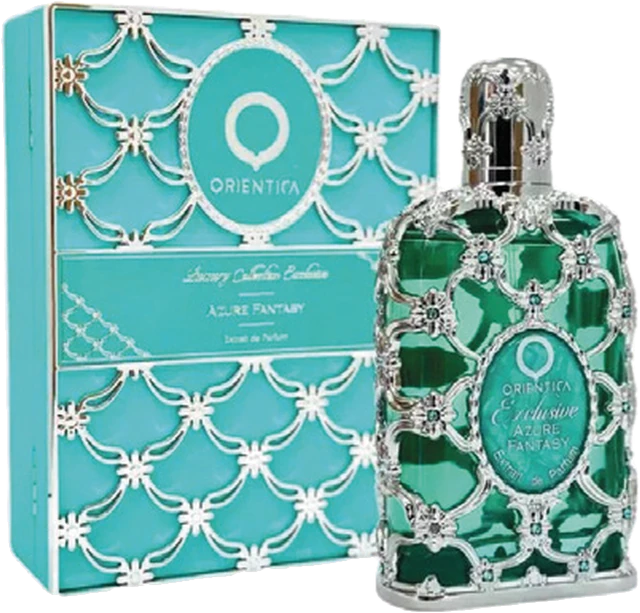 ORIENTICA
Luxury Collection Exclusive
AZURE FANTASY
Extrait de Parfum
ORIENTICA
Exclusive
AZURE
FANTASY
Extrait de Parfum